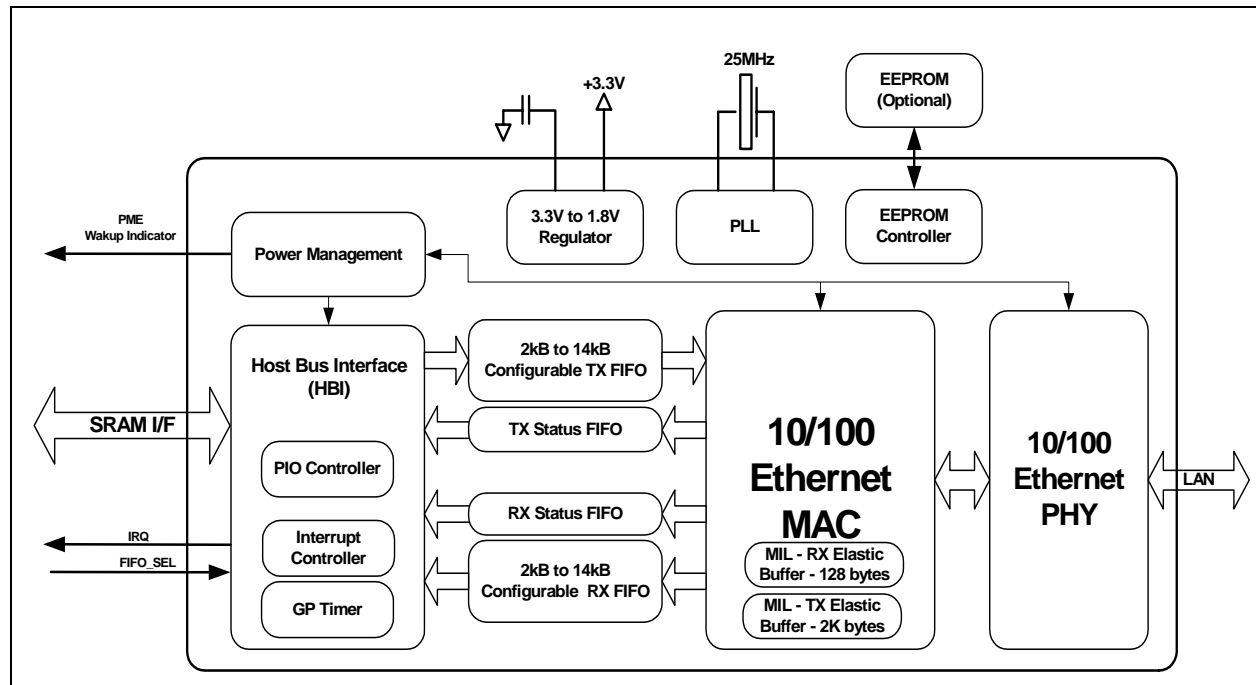 25MHz
+3.3V
EEPROM
(Optional)
3.3V to 1.8V
Regulator
PLL
EEPROM
Controller
PME
Wakup Indicator
Power Management
Host Bus Interface
(HBI)
2kB to 14kB
Configurable TX FIFO
SRAM I/F
TX Status FIFO
PIO Controller
10/100
Ethernet
MAC
10/100
Ethernet
PHY
LAN
RX Status FIFO
IRQ
Interrupt
Controller
FIFO_SEL
2kB to 14kB
Configurable RX FIFO
MIL - RX Elastic
Buffer - 128 bytes
GP Timer
MIL - TX Elastic
Buffer - 2K bytes